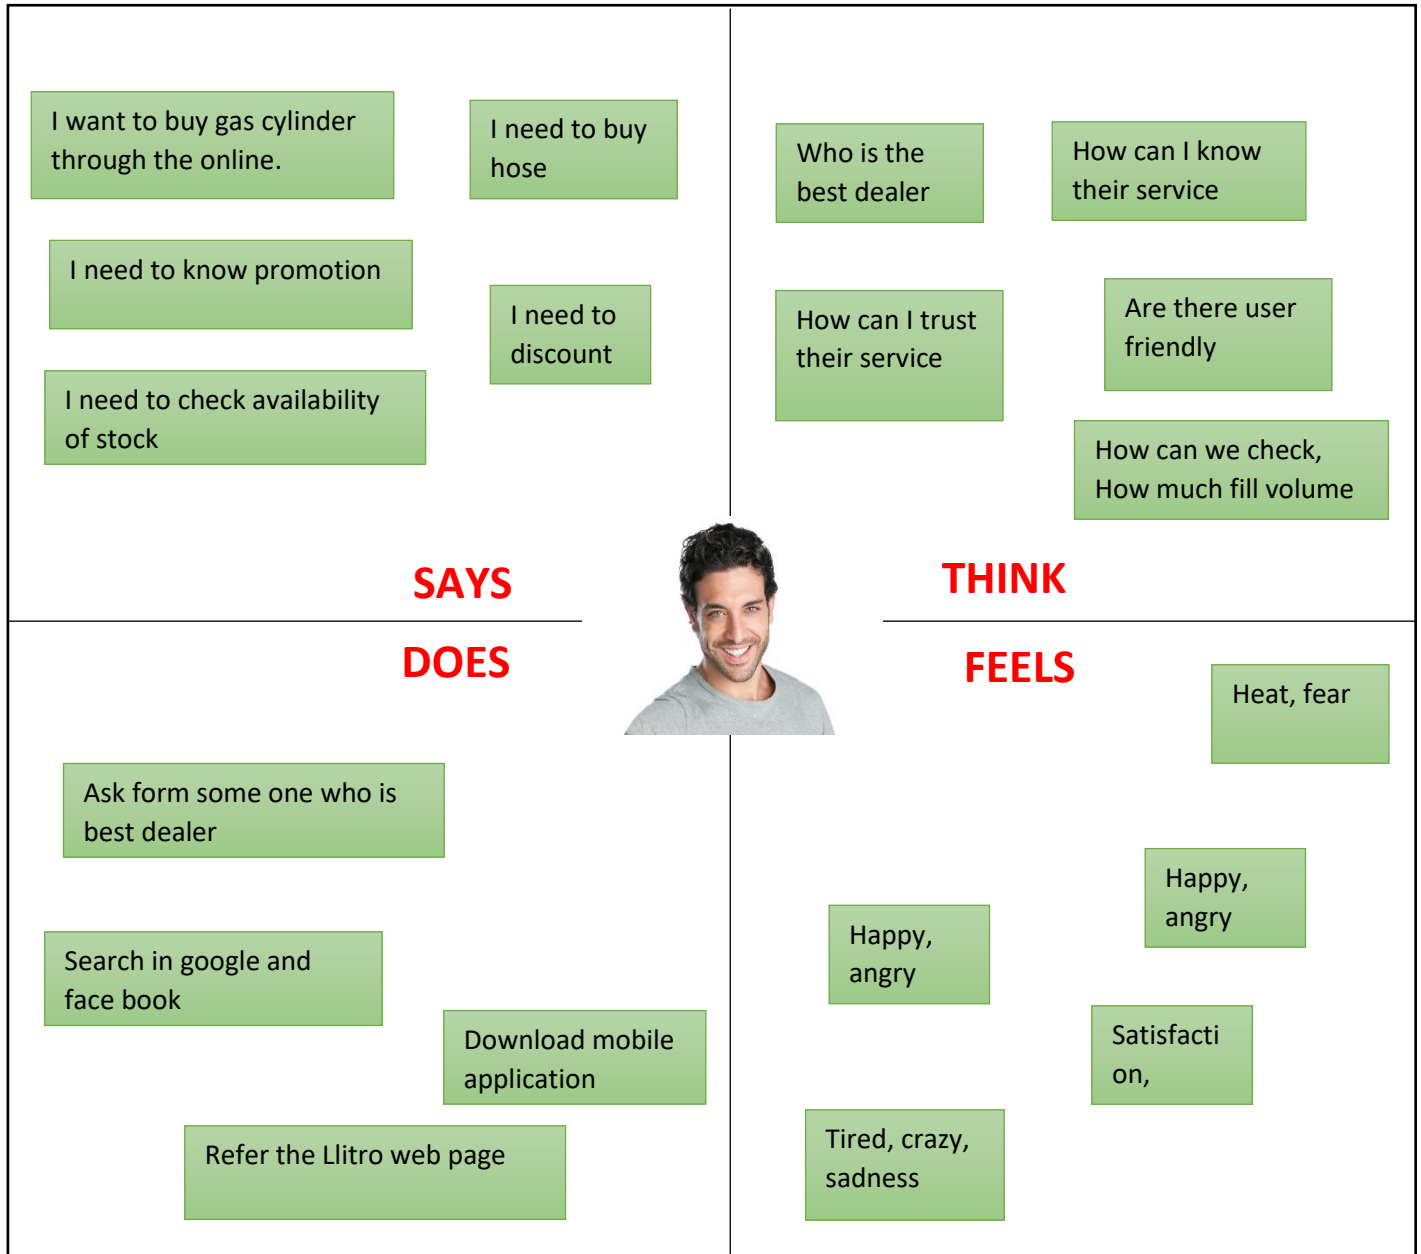 I want to buy gas cylinder
through the online.
I need to buy
hose
I need to know promotion
I need to
discount
I need to check availability
of stock
SAYS
Who is the
best dealer
How can I know
their service
How can I trust
their service
Are there user
friendly
How can we check,
How much fill volume
THINK
DOES
Ask form some one who is
best dealer
Search in google and
face book
Download mobile
application
Refer the Llitro web page
FEELS
Heat, fear
Happy,
angry
Happy,
angry
Satisfacti
on,
Tired, crazy,
sadness